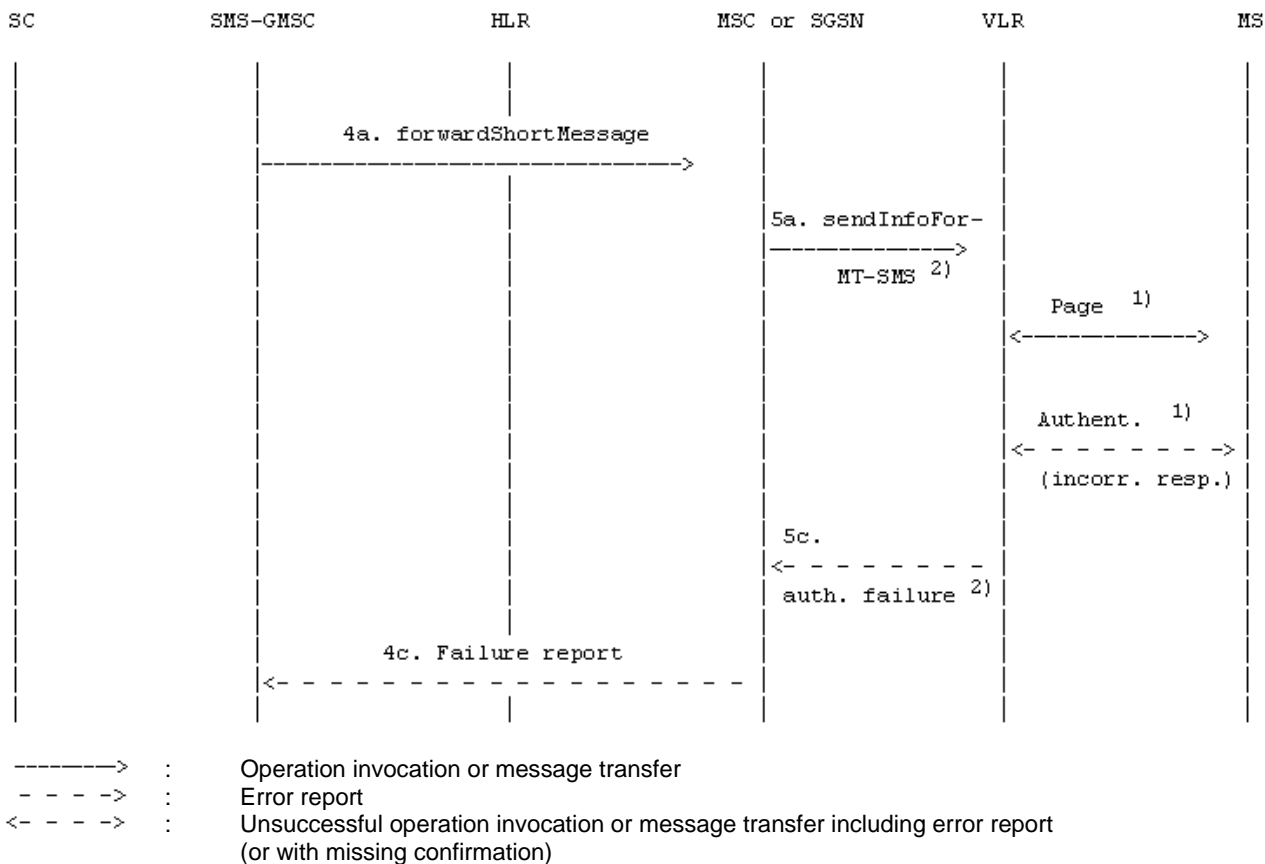 SC SMS-GMSC HLR MSC or SGSN VLR MS
4a. forwardShortMessage
5a. sendInfoFor-
MT-SMS 2)
Page 1)
Authent. 1)
(incorr. resp.)
5c.
auth. failure 2)
4c. Failure report
: Operation invocation or message transfer
: Error report
: Unsuccessful operation invocation or message transfer including error report
(or with missing confirmation)